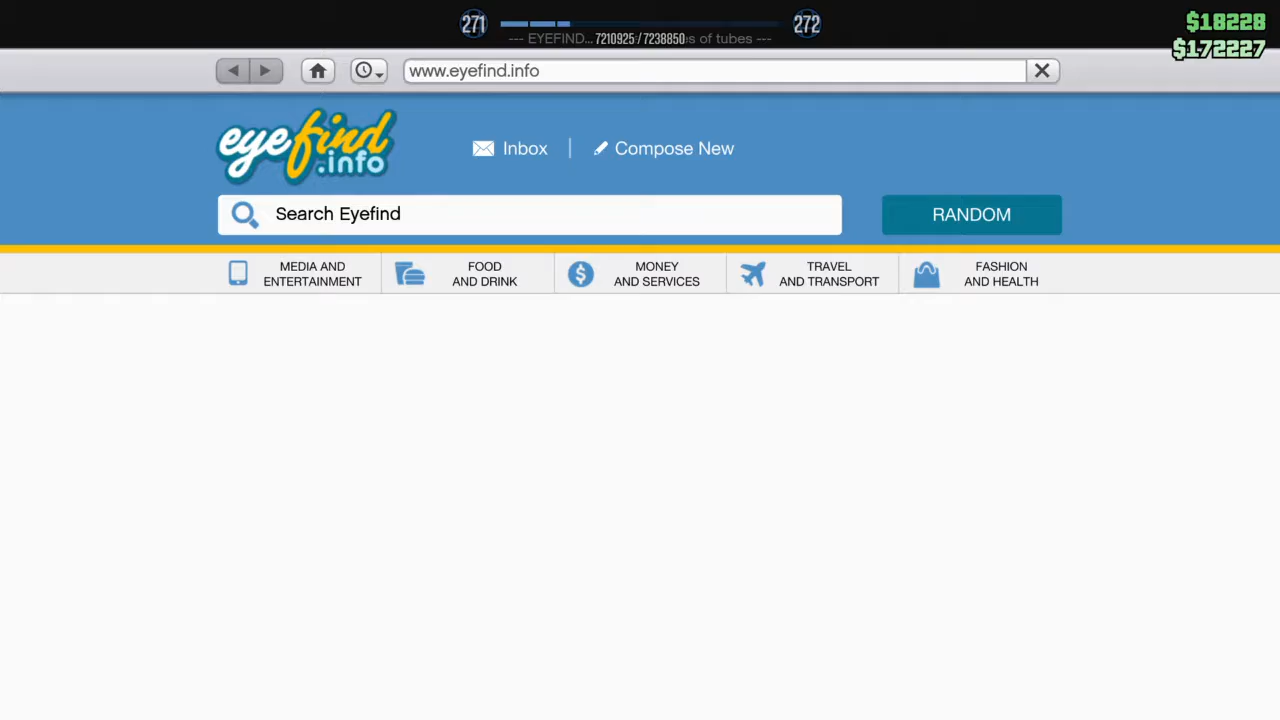 271
272
--- EYEFIND... 7210925 / 7238850s of tubes ---
$18228
$172227
www.eyefind.info
eyefind
.info
Inbox
Compose New
Search Eyefind
RANDOM
MEDIA AND
ENTERTAINMENT
FOOD
AND DRINK
MONEY
AND SERVICES
TRAVEL
AND TRANSPORT
FASHION
AND HEALTH